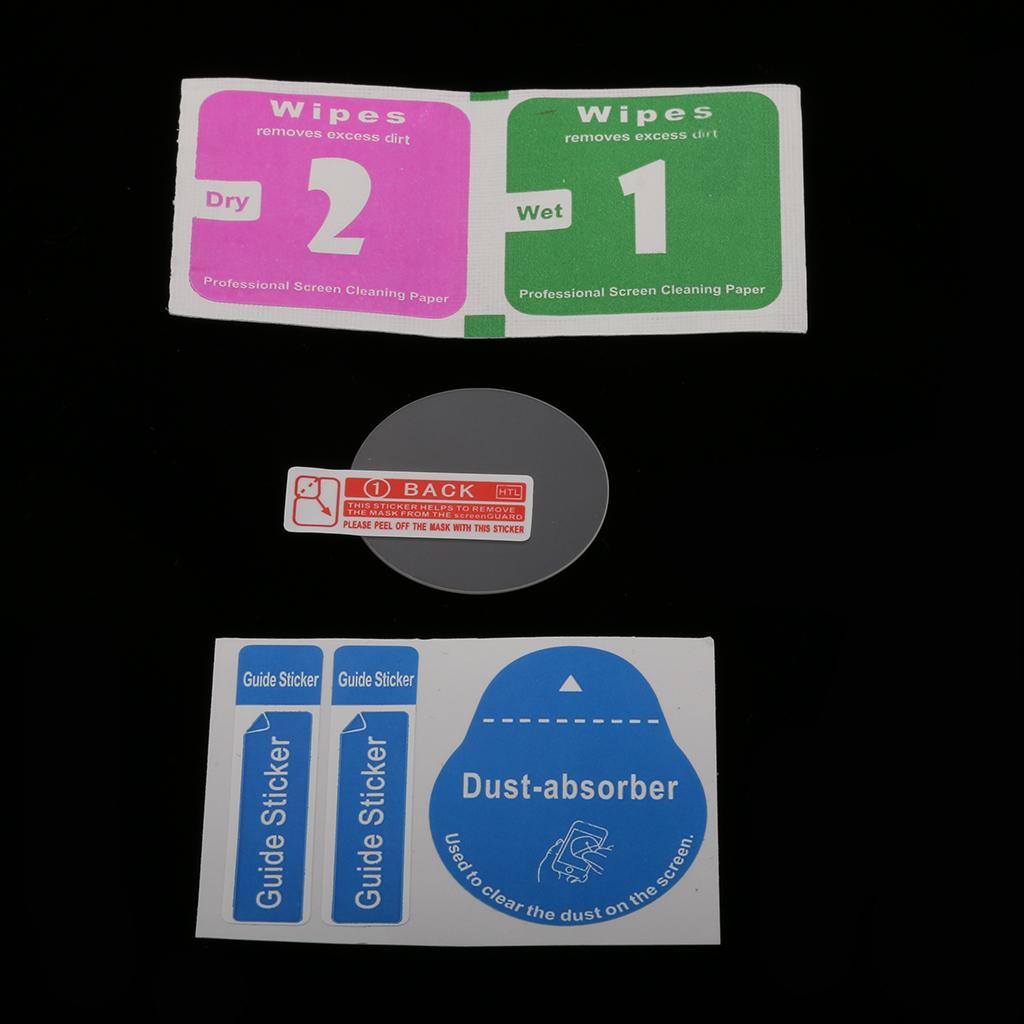 Wipes
removes excess dirt
Dry
2
Professional Screen Cleaning Paper
Wipes
removes excess dirt
Wet
1
Professional Screen Cleaning Paper
1 BACK HTL
THIS STICKER HELPS TO REMOVE
THE MASK FROM THE screenGUARD
PLEASE PEEL OFF THE MASK WITH THIS STICKER
Guide Sticker
Guide Sticker
Guide Sticker
Guide Sticker
Dust-absorber
Used to clear the dust on the screen.